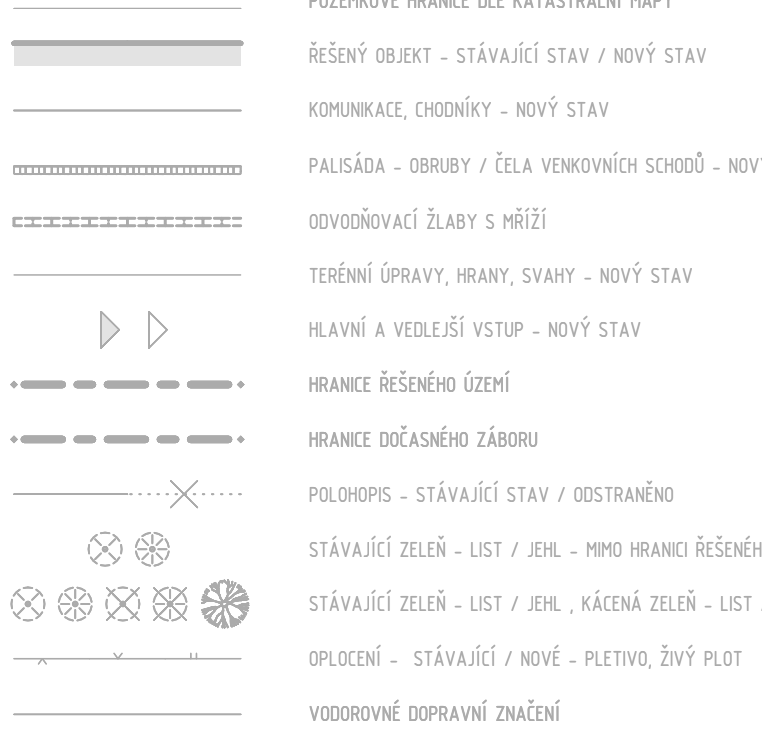 POZEMKOVÉ HRANICE DLE KATASTRÁLNÍ MAPY
ŘEŠENÝ OBJEKT - STÁVAJÍCÍ STAV / NOVÝ STAV
KOMUNIKACE, CHODNÍKY - NOVÝ STAV
PALISÁDA - OBRUBY / ČELA VENKOVNÍCH SCHODŮ - NOV
ODVODŇOVACÍ ŽLABY S MŘÍŽÍ
TERÉNNÍ ÚPRAVY, HRANY, SVAHY - NOVÝ STAV
HLAVNÍ A VEDLEJŠÍ VSTUP - NOVÝ STAV
HRANICE ŘEŠENÉHO ÚZEMÍ
HRANICE DOČASNÉHO ZÁBORU
POLOHOPIS - STÁVAJÍCÍ STAV / ODSTRANĚNO
STÁVAJÍCÍ ZELEŇ - LIST / JEHL - MIMO HRANICI ŘEŠENÉH
STÁVAJÍCÍ ZELEŇ - LIST / JEHL , KÁCENÁ ZELEŇ - LIST
OPLOCENÍ - STÁVAJÍCÍ / NOVÉ - PLETIVO, ŽIVÝ PLOT
VODOROVNÉ DOPRAVNÍ ZNAČENÍ